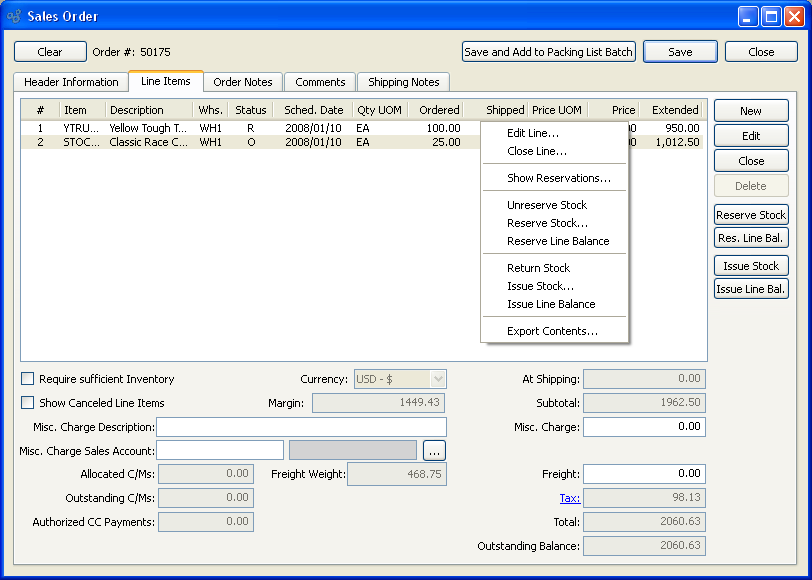 Sales Order
Clear Order #: 50175 Save and Add to Packing List Batch Save Close
Header Information Line Items Order Notes Comments Shipping Notes
# Item Description Whs. Status Sched. Date Qty UOM Ordered Shipped Price UOM Price Extended
1 YTRU... Yellow Tough T... WH1 R 2008/01/10 EA 100.00 00 950.00
2 STOC... Classic Race C... WH1 O 2008/01/10 EA 25.00 00 1,012.50
Edit Line...
Close Line...
Show Reservations...
Unreserve Stock
Reserve Stock...
Reserve Line Balance
Return Stock
Issue Stock...
Issue Line Balance
Export Contents...
New
Edit
Close
Delete
Reserve Stock
Res. Line Bal.
Issue Stock
Issue Line Bal.
Require sufficient Inventory Currency: USD - $ At Shipping: 0.00
Show Canceled Line Items Margin: 1449.43 Subtotal: 1962.50
Misc. Charge Description: Misc. Charge: 0.00
Misc. Charge Sales Account: ...
Allocated C/Ms: 0.00 Freight Weight: 468.75 Freight: 0.00
Outstanding C/Ms: 0.00 Tax: 98.13
Authorized CC Payments: 0.00 Total: 2060.63
Outstanding Balance: 2060.63